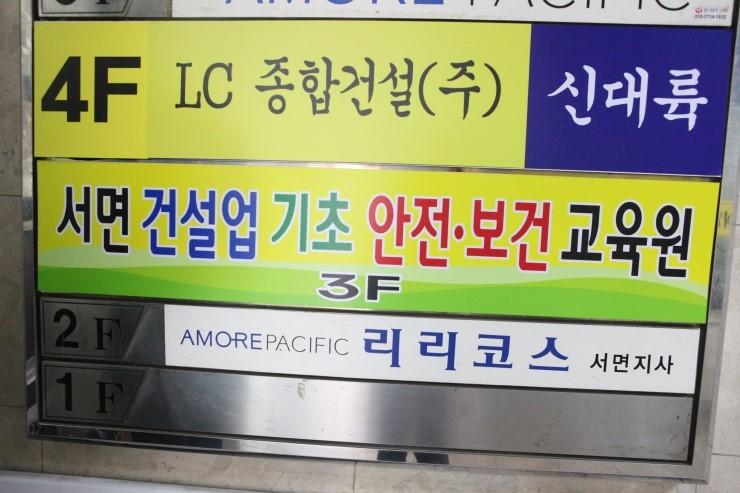 AMOREPACIFIC
4F LC 종합건설(주) 신대륙
서면 건설업 기초 안전·보건 교육원
3F
2F AMOREPACIFIC 리리코스 서면지사
1F